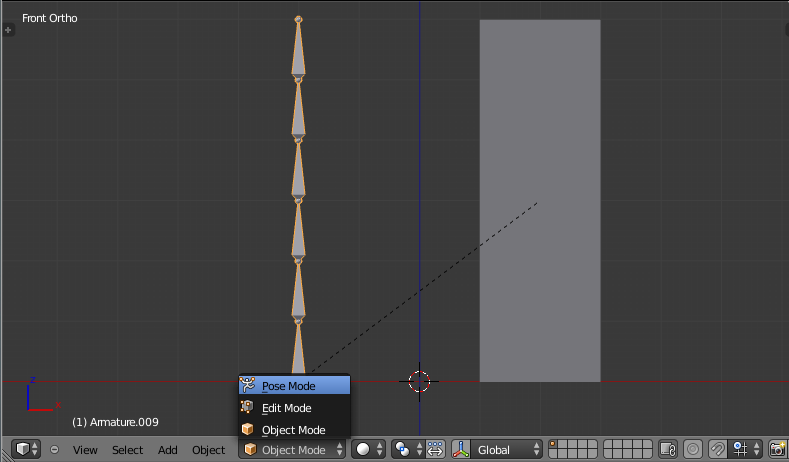 Front Ortho
z
x
(1) Armature.009
Pose Mode
Edit Mode
Object Mode
View Select Add Object Object Mode Global